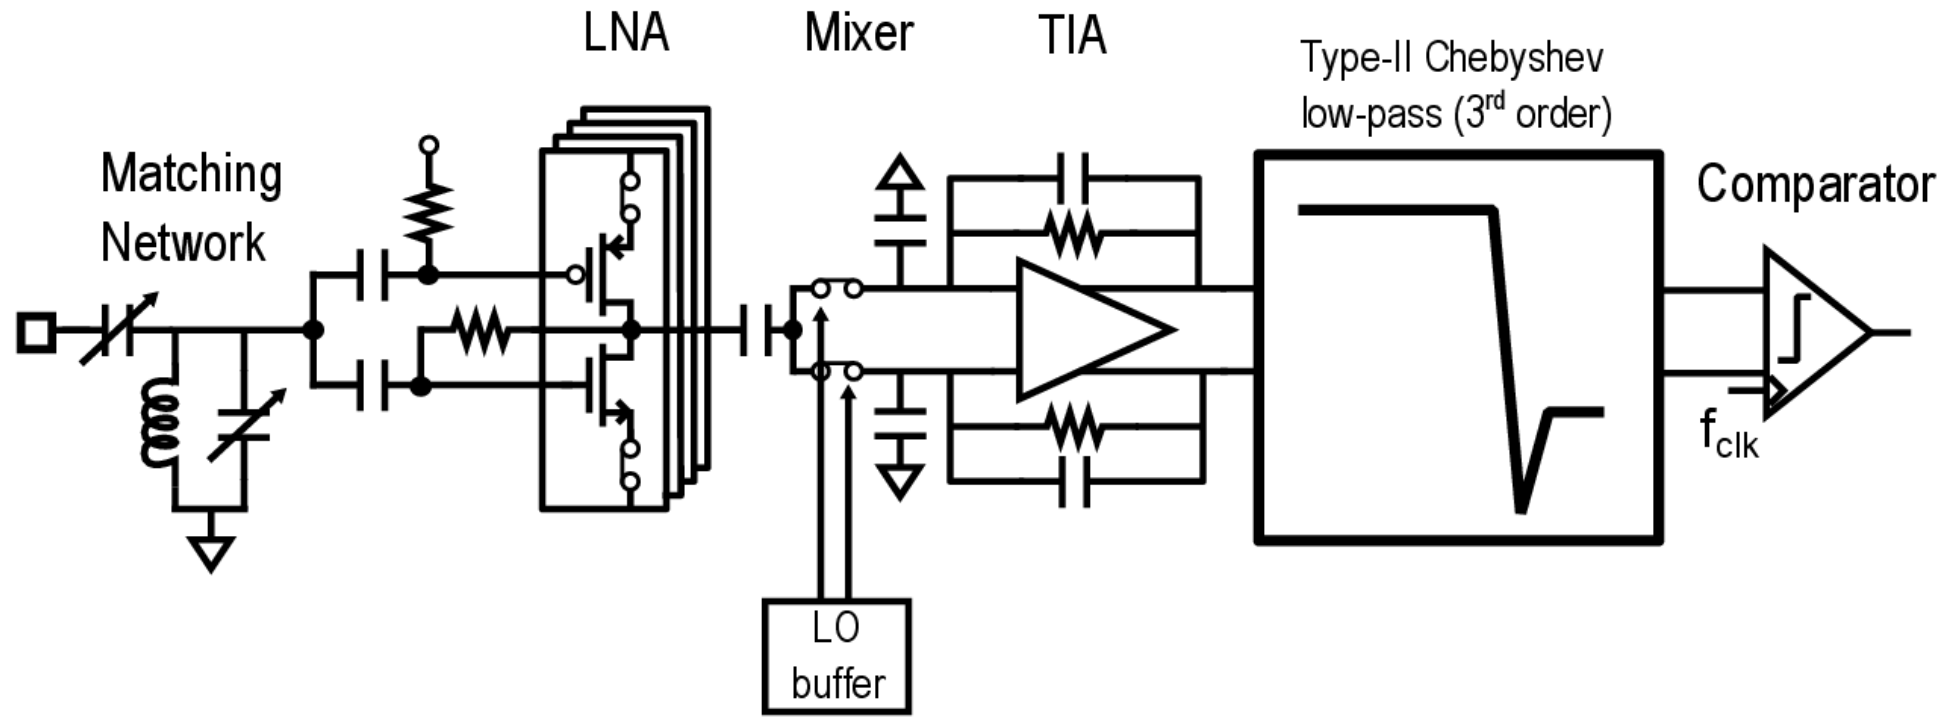 LNA
Mixer
TIA
Type-II Chebyshev
low-pass (3rd order)
Matching
Network
Comparator
fclk
LO
buffer